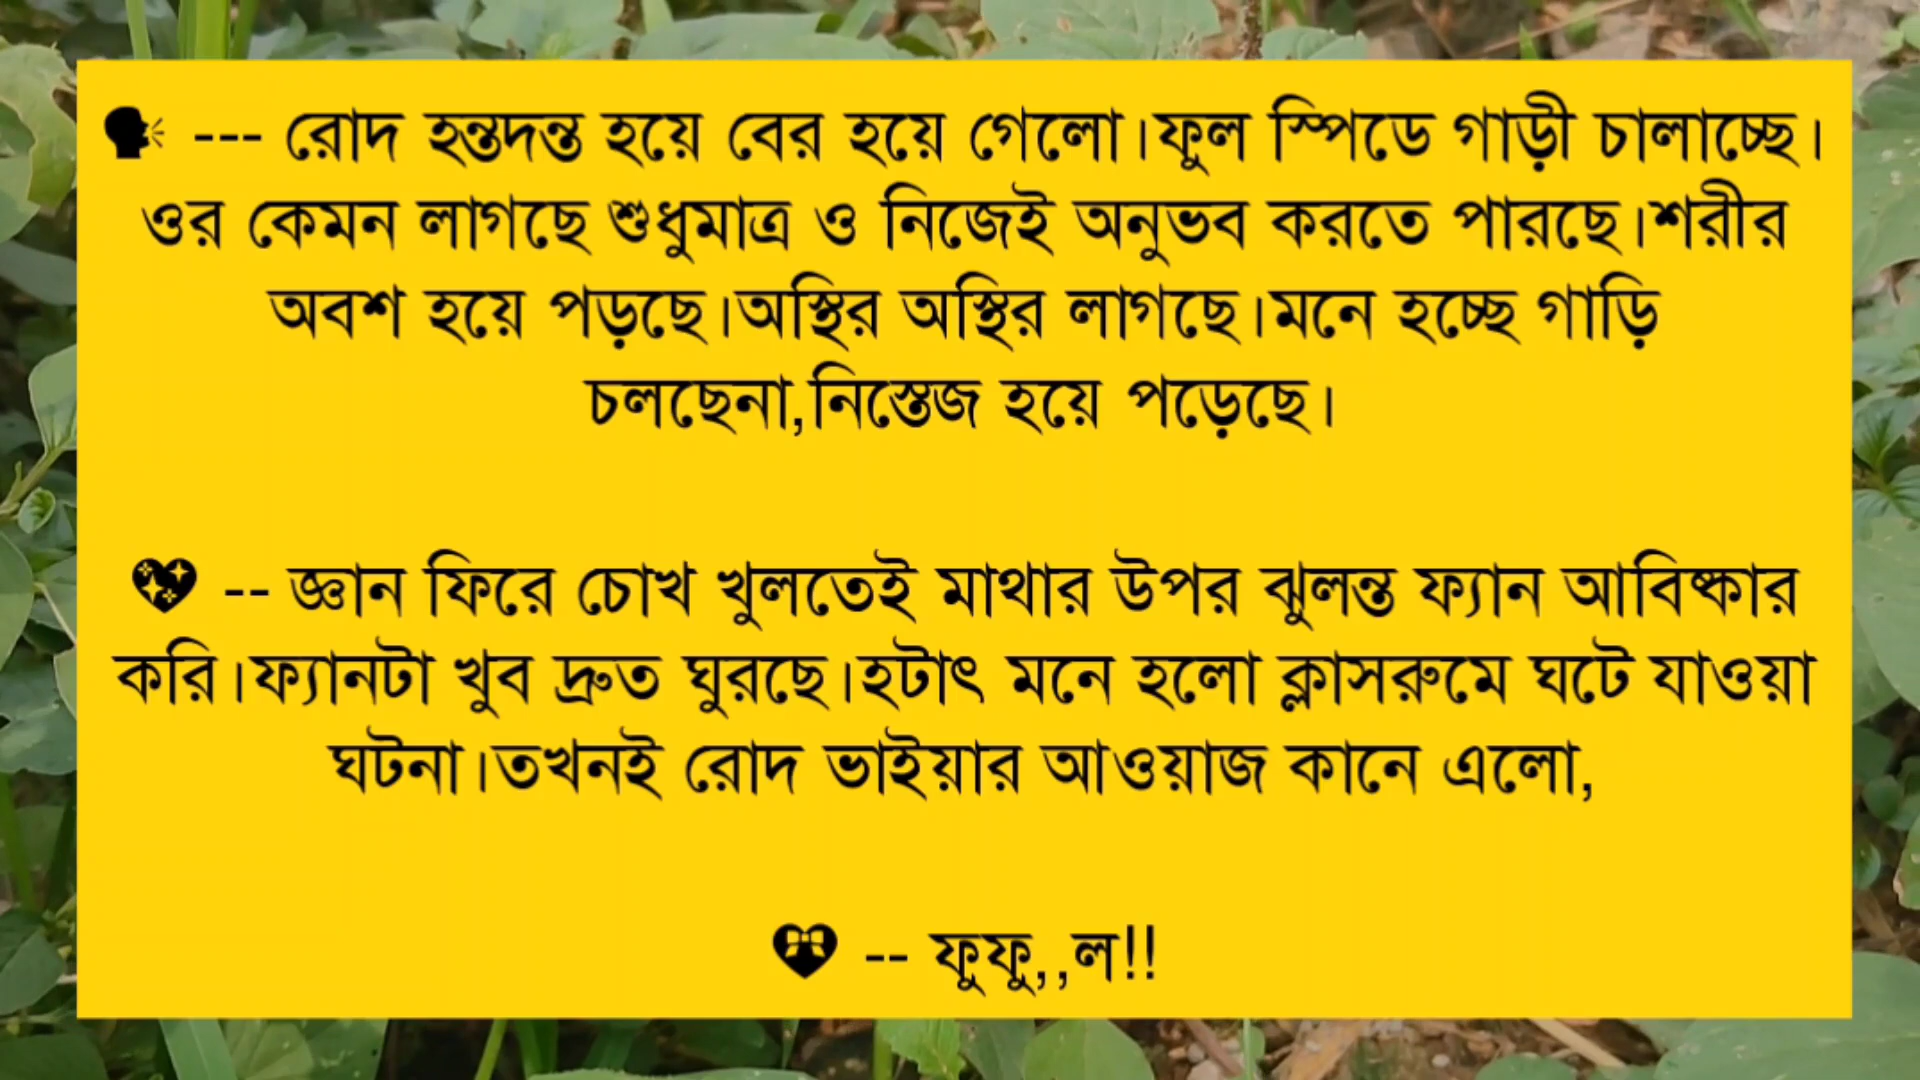 🗣 --- রোদ হন্তদন্ত হয়ে বের হয়ে গেলো।ফুল স্পিডে গাড়ী চালাচ্ছে।
ওর কেমন লাগছে শুধুমাত্র ও নিজেই অনুভব করতে পারছে।শরীর
অবশ হয়ে পড়ছে।অস্থির অস্থির লাগছে।মনে হচ্ছে গাড়ি
চলছেনা,নিস্তেজ হয়ে পড়েছে।
💖 -- জ্ঞান ফিরে চোখ খুলতেই মাথার উপর ঝুলন্ত ফ্যান আবিষ্কার
করি।ফ্যানটা খুব দ্রুত ঘুরছে।হটাৎ মনে হলো ক্লাসরুমে ঘটে যাওয়া
ঘটনা।তখনই রোদ ভাইয়ার আওয়াজ কানে এলো,
💝 -- ফুফু,,ল!!